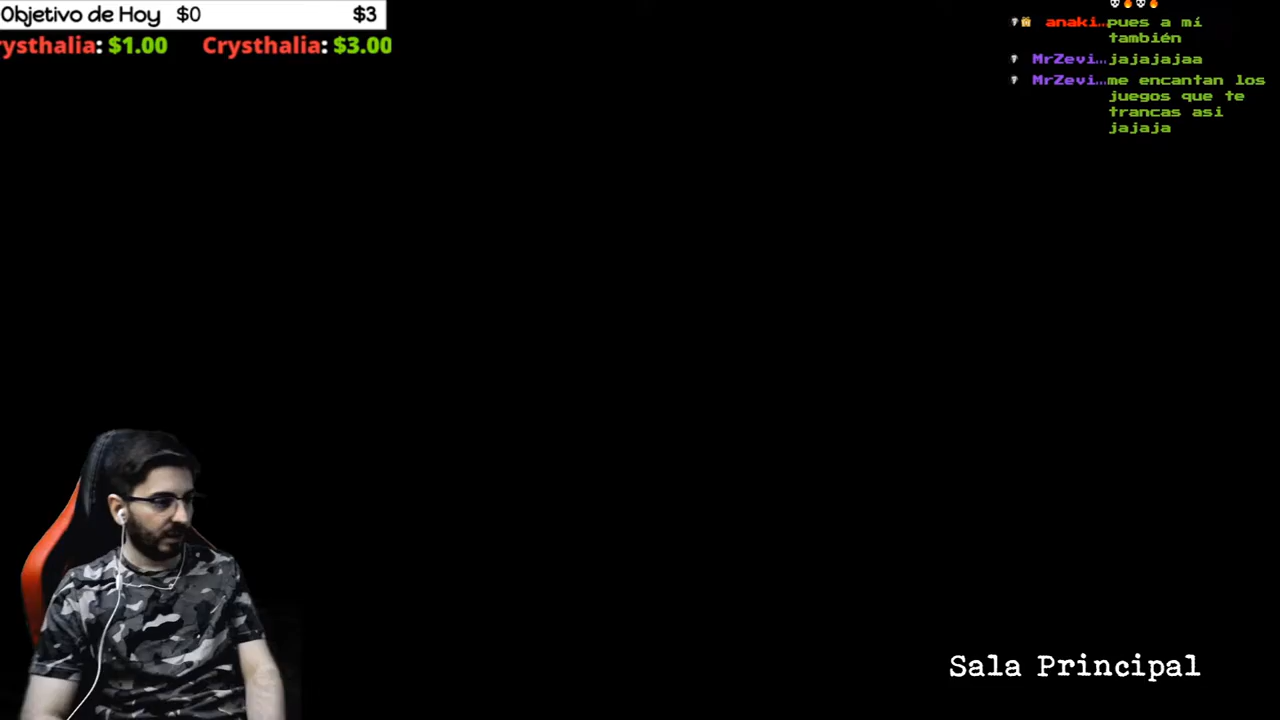 Objetivo de Hoy $0 $3
rysthalia: $1.00 Crysthalia: $3.00
anaki… pues a mí
también
MrZevi… jajajajaa
MrZevi… me encantan los
juegos que te
trancas asi
jajaja
Sala Principal